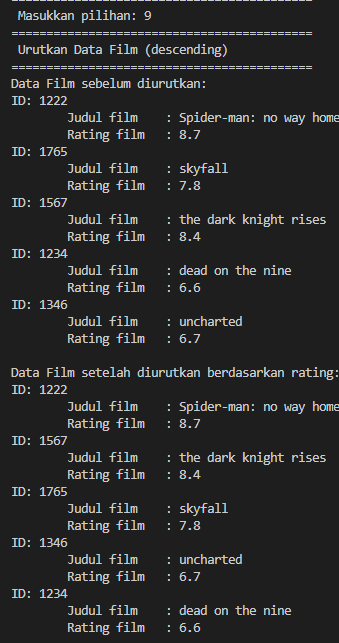 ===========================================
Masukkan pilihan: 9
===========================================
Urutkan Data Film (descending)
===========================================
Data Film sebelum diurutkan:
ID: 1222
Judul film : Spider-man: no way home
Rating film : 8.7
ID: 1765
Judul film : skyfall
Rating film : 7.8
ID: 1567
Judul film : the dark knight rises
Rating film : 8.4
ID: 1234
Judul film : dead on the nine
Rating film : 6.6
ID: 1346
Judul film : uncharted
Rating film : 6.7
Data Film setelah diurutkan berdasarkan rating:
ID: 1222
Judul film : Spider-man: no way home
Rating film : 8.7
ID: 1567
Judul film : the dark knight rises
Rating film : 8.4
ID: 1765
Judul film : skyfall
Rating film : 7.8
ID: 1346
Judul film : uncharted
Rating film : 6.7
ID: 1234
Judul film : dead on the nine
Rating film : 6.6